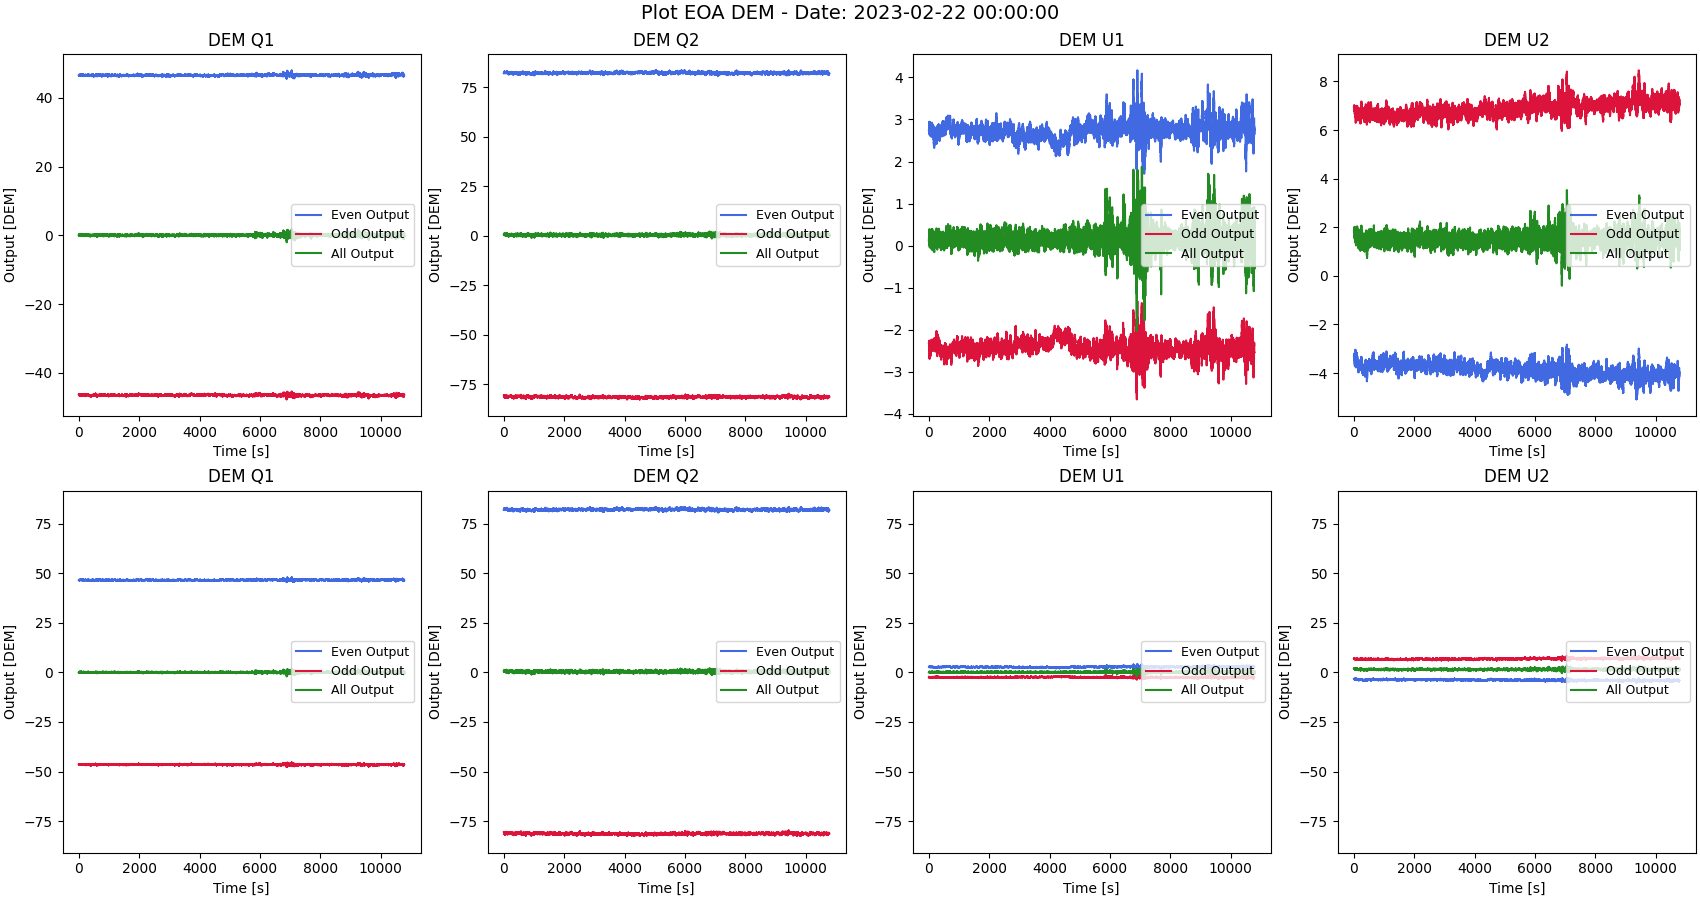 Plot EOA DEM - Date: 2023-02-22 00:00:00
DEM Q1
Output [DEM]
40
20
0
−20
−40
Even Output
Odd Output
All Output
0 2000 4000 6000 8000 10000
Time [s]
DEM Q2
Output [DEM]
75
50
25
0
−25
−50
−75
Even Output
Odd Output
All Output
0 2000 4000 6000 8000 10000
Time [s]
DEM U1
Output [DEM]
4
3
2
1
0
−1
−2
−3
−4
Even Output
Odd Output
All Output
0 2000 4000 6000 8000 10000
Time [s]
DEM U2
Output [DEM]
8
6
4
2
0
−2
−4
Even Output
Odd Output
All Output
0 2000 4000 6000 8000 10000
Time [s]
DEM Q1
Output [DEM]
75
50
25
0
−25
−50
−75
Even Output
Odd Output
All Output
0 2000 4000 6000 8000 10000
Time [s]
DEM Q2
Output [DEM]
75
50
25
0
−25
−50
−75
Even Output
Odd Output
All Output
0 2000 4000 6000 8000 10000
Time [s]
DEM U1
Output [DEM]
75
50
25
0
−25
−50
−75
Even Output
Odd Output
All Output
0 2000 4000 6000 8000 10000
Time [s]
DEM U2
Output [DEM]
75
50
25
0
−25
−50
−75
Even Output
Odd Output
All Output
0 2000 4000 6000 8000 10000
Time [s]